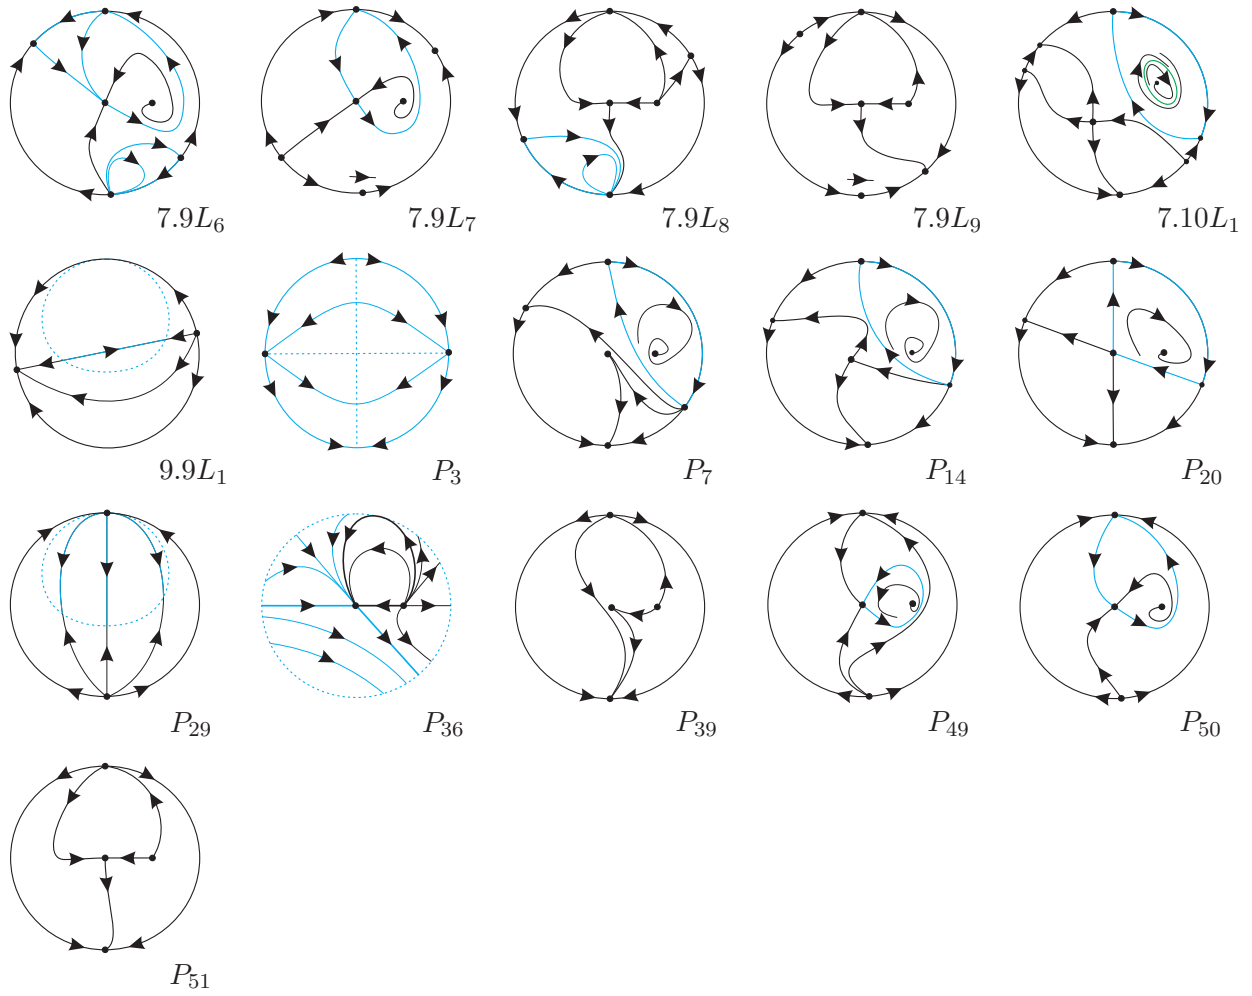 7.9L₆ 7.9L₇ 7.9L₈ 7.9L₉ 7.10L₁
9.9L₁ P₃ P₇ P₁₄ P₂₀
P₂₉ P₃₆ P₃₉ P₄₉ P₅₀
P₅₁